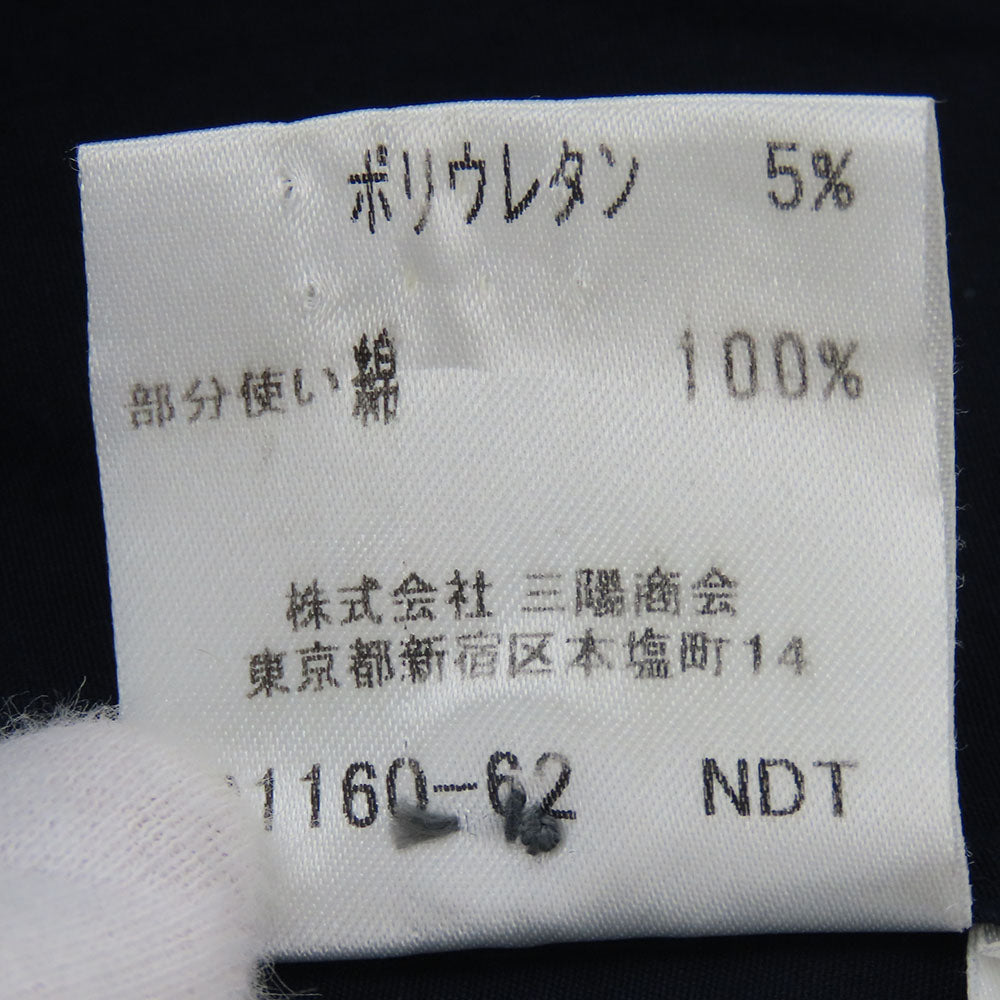 ポリウレタン 5%
部分使い綿 100%
株式会社 三陽商会
東京都新宿区本塩町14
1160-62 NDT